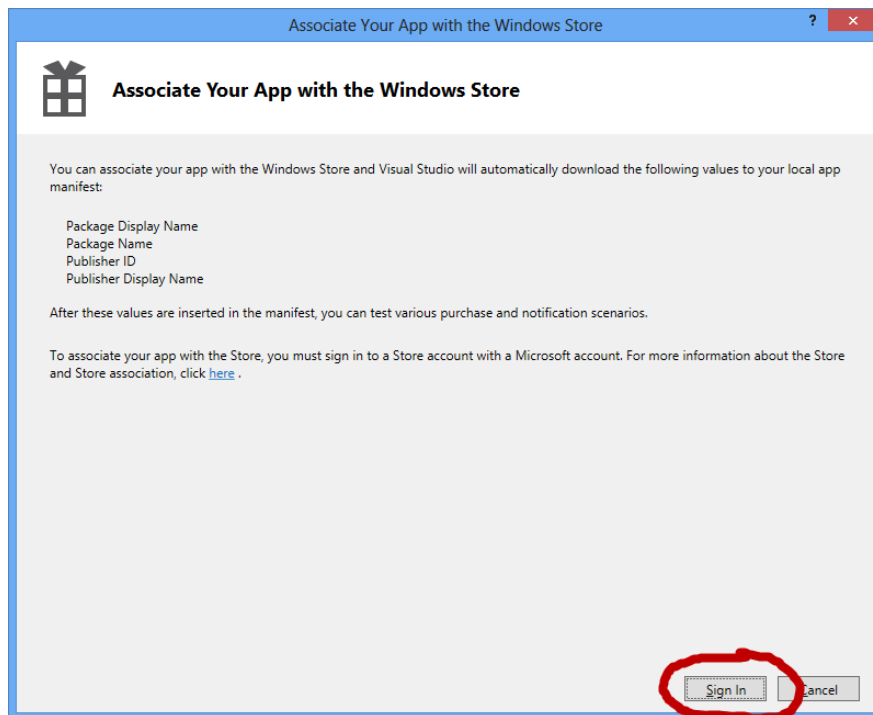 Associate Your App with the Windows Store
?
Associate Your App with the Windows Store
You can associate your app with the Windows Store and Visual Studio will automatically download the following values to your local app
manifest:
Package Display Name
Package Name
Publisher ID
Publisher Display Name
After these values are inserted in the manifest, you can test various purchase and notification scenarios.
To associate your app with the Store, you must sign in to a Store account with a Microsoft account. For more information about the Store
and Store association, click here .
Sign In
Cancel